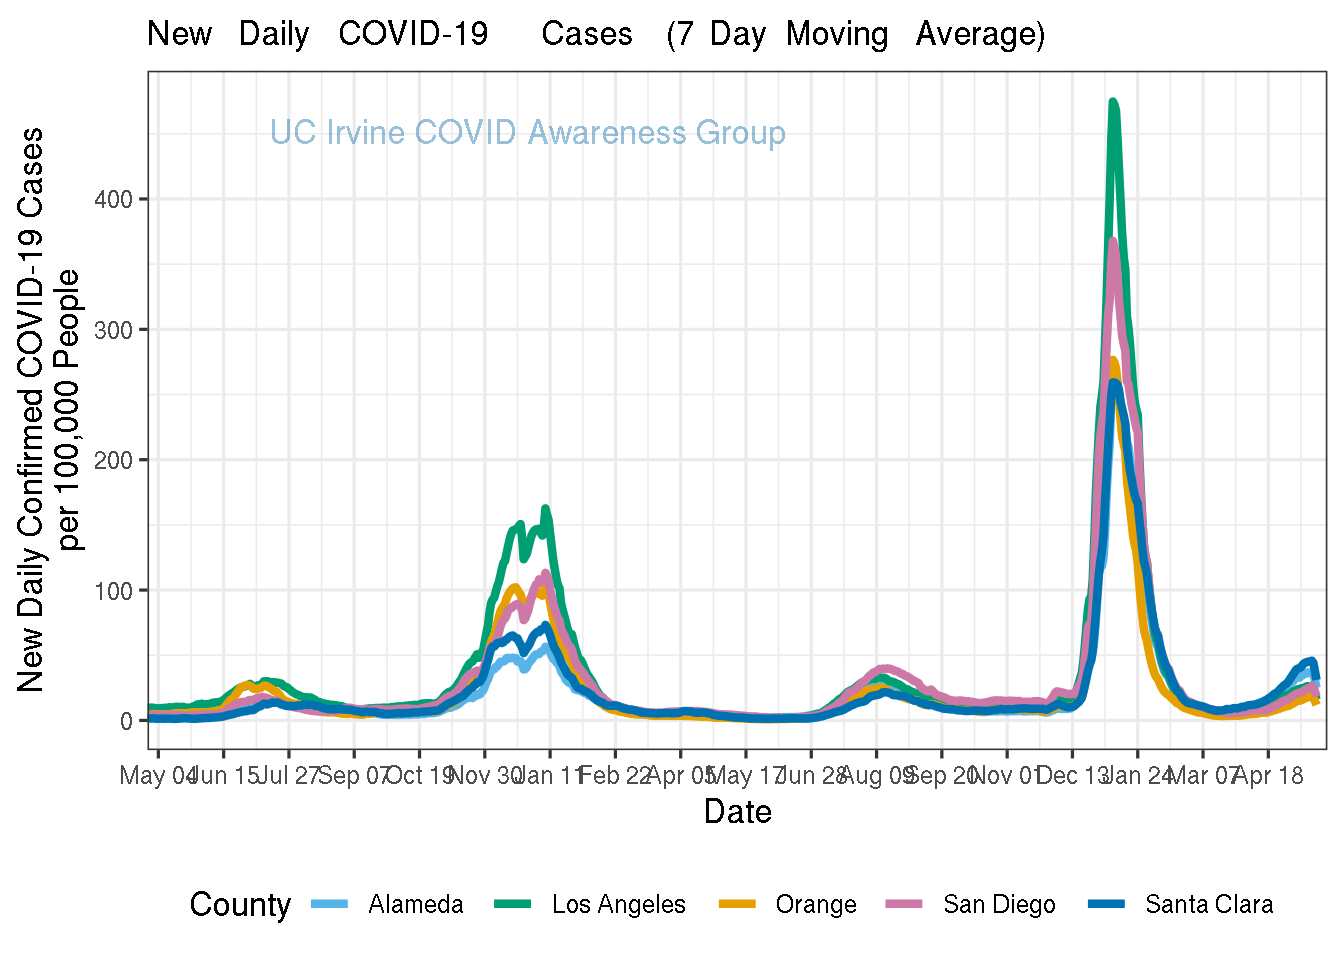 New Daily COVID-19 Cases (7 Day Moving Average)
UC Irvine COVID Awareness Group
New Daily Confirmed COVID-19 Cases
per 100,000 People
400
300
200
100
0
May 04 Jun 15 Jul 27 Sep 07 Oct 19 Nov 30 Jan 11 Feb 22 Apr 05 May 17 Jun 28 Aug 09 Sep 20 Nov 01 Dec 13 Jan 24 Mar 07 Apr 18
Date
County Alameda Los Angeles Orange San Diego Santa Clara